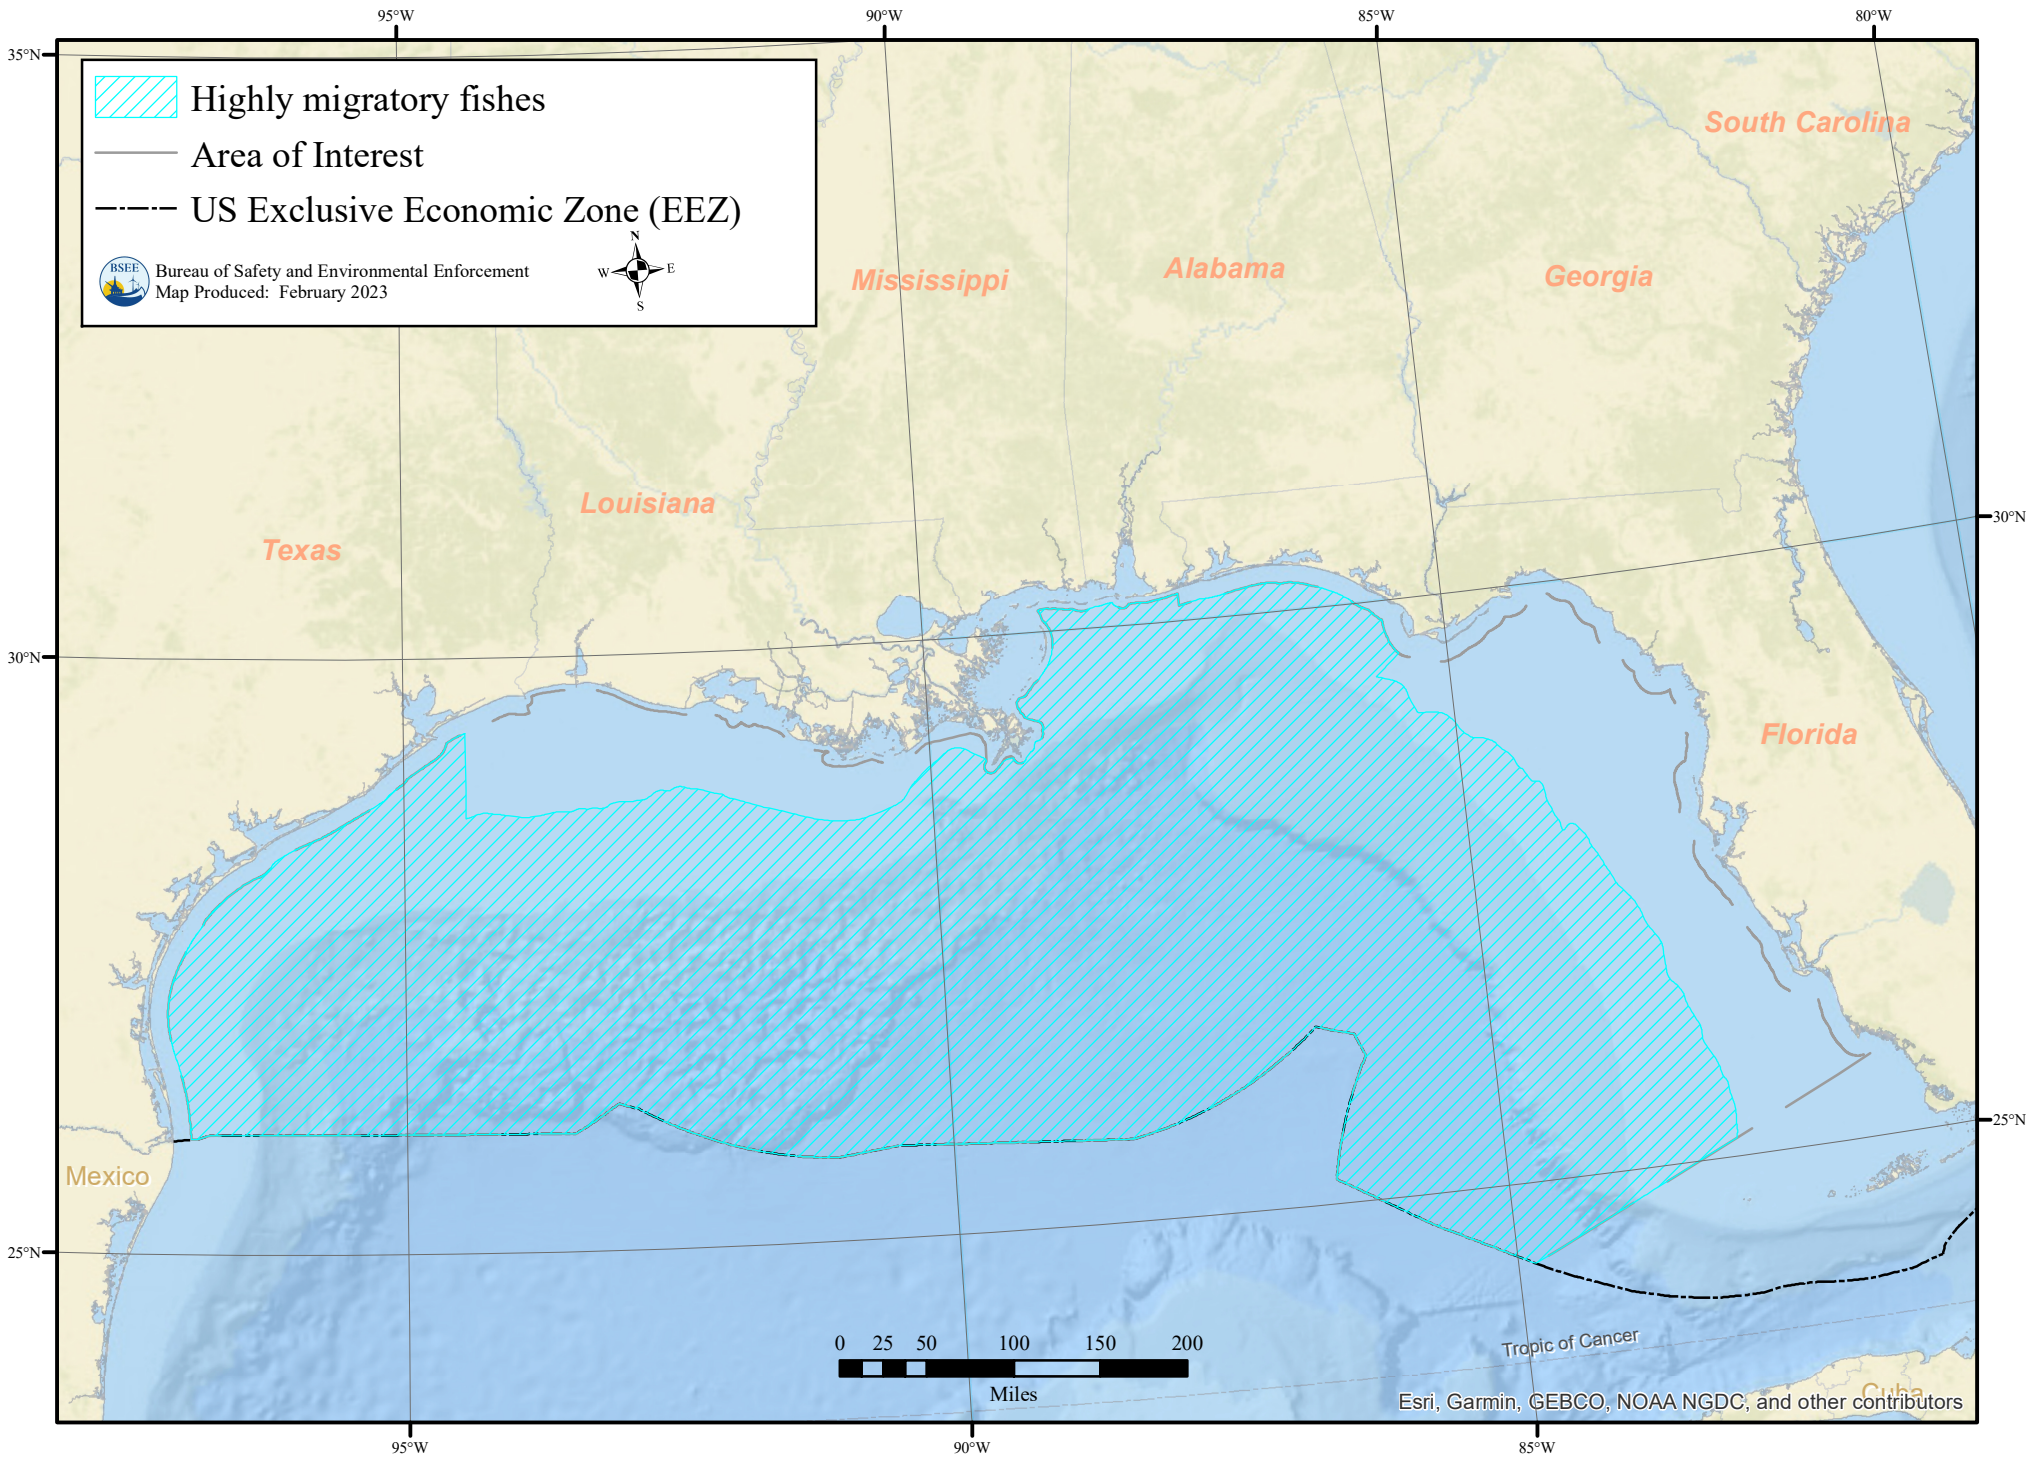 95°W 90°W 85°W 80°W
35°N
Highly migratory fishes
Area of Interest
US Exclusive Economic Zone (EEZ)
N
W E
S
BSEE
Bureau of Safety and Environmental Enforcement
Map Produced:  February 2023
South Carolina
Mississippi
Alabama
Georgia
Louisiana
Texas
30°N
30°N
Florida
25°N
Mexico
25°N
0 25 50 100 150 200
Miles
Tropic of Cancer
Cuba
Esri, Garmin, GEBCO, NOAA NGDC, and other contributors
95°W 90°W 85°W